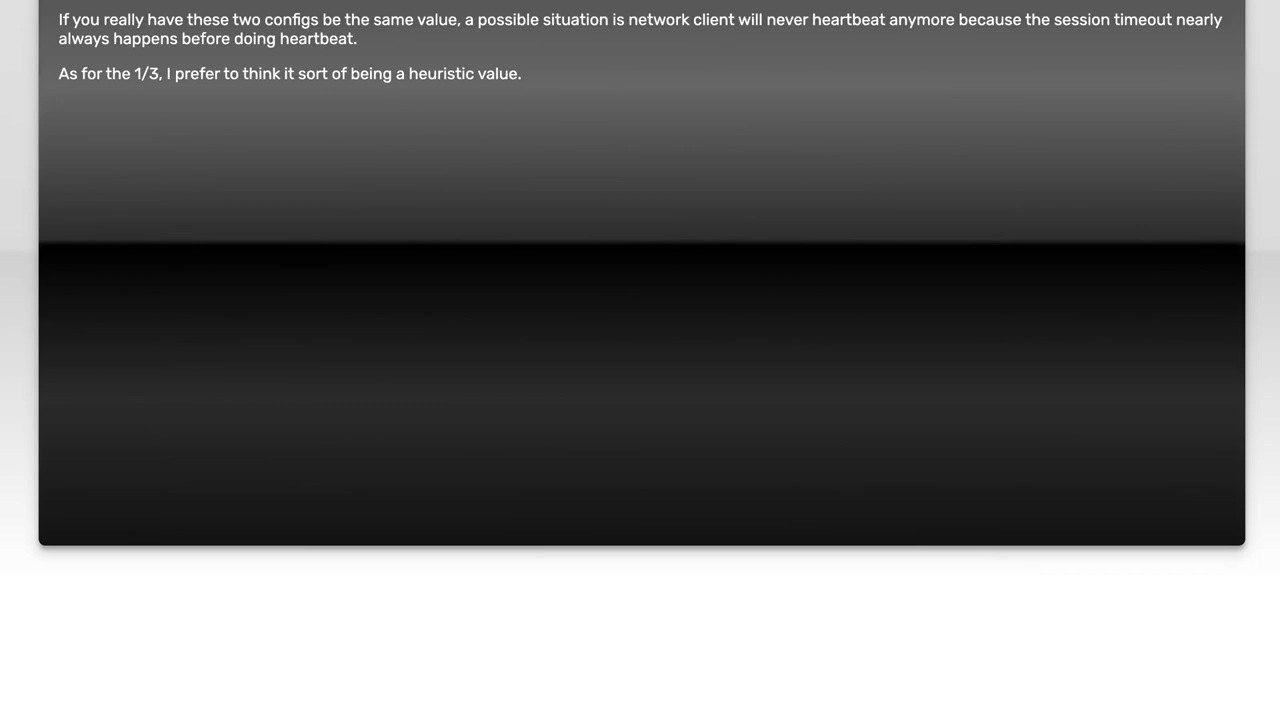 If you really have these two configs be the same value, a possible situation is network client will never heartbeat anymore because the session timeout nearly
always happens before doing heartbeat.
As for the 1/3, I prefer to think it sort of being a heuristic value.